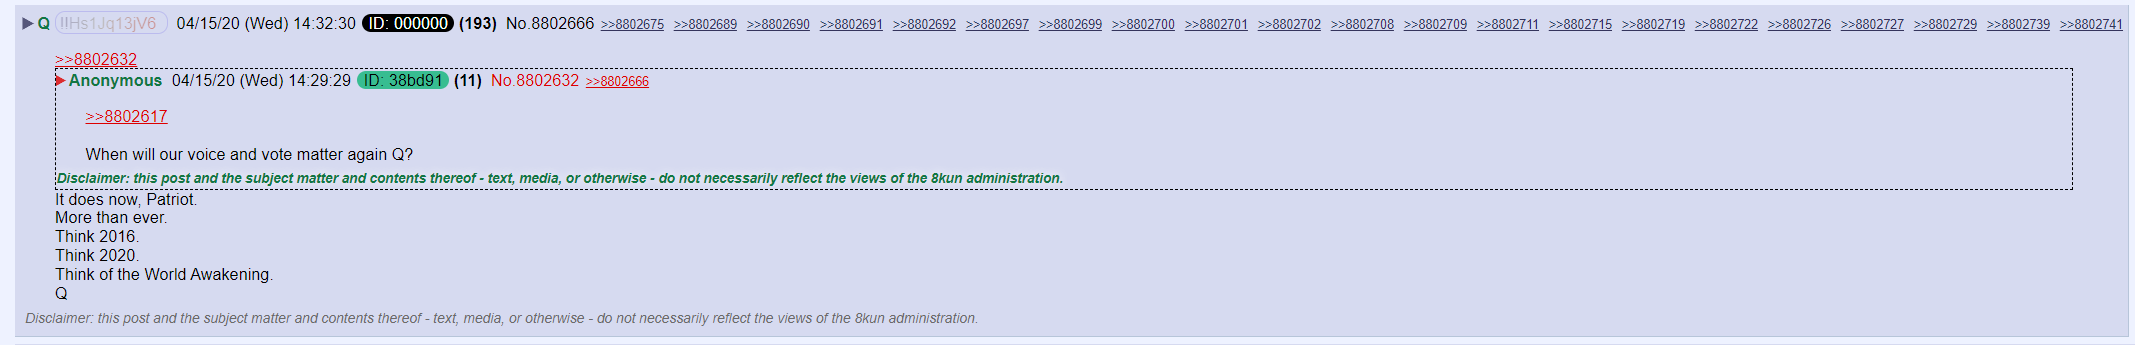 ▶ Q !!Hs1Jq13jV6 04/15/20 (Wed) 14:32:30 ID: 000000 (193) No.8802666 >>8802675 >>8802689 >>8802690 >>8802691 >>8802692 >>8802697 >>8802699 >>8802700 >>8802701 >>8802702 >>8802708 >>8802709 >>8802711 >>8802715 >>8802719 >>8802722 >>8802726 >>8802727 >>8802729 >>8802739 >>8802741
>>8802632
▶ Anonymous 04/15/20 (Wed) 14:29:29 ID: 38bd91 (11) No.8802632 >>8802666
>>8802617
When will our voice and vote matter again Q?
Disclaimer: this post and the subject matter and contents thereof - text, media, or otherwise - do not necessarily reflect the views of the 8kun administration.
It does now, Patriot.
More than ever.
Think 2016.
Think 2020.
Think of the World Awakening.
Q
Disclaimer: this post and the subject matter and contents thereof - text, media, or otherwise - do not necessarily reflect the views of the 8kun administration.